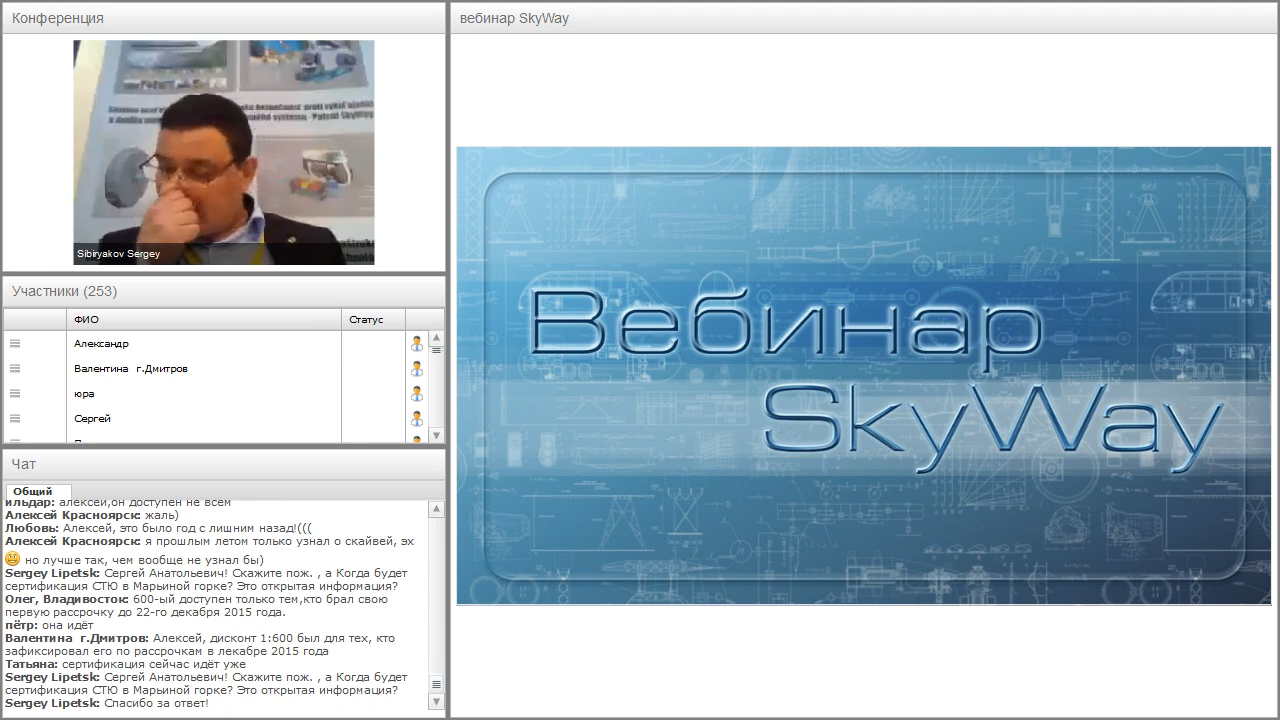 Конференция
вебинар SkyWay
Sibiryakov Sergey
Участники (253)
ФИО
Статус
Александр
Валентина г.Дмитров
юра
Сергей
Чат
Общий
ильдар: алексей,он доступен не всем
Алексей Красноярск: жаль)
Любовь: Алексей, это было год с лишним назад!(((
Алексей Красноярск: я прошлым летом только узнал о скайвей, эх
но лучше так, чем вообще не узнал бы)
Sergey Lipetsk: Сергей Анатольевич! Скажите пож. , а Когда будет
сертификация СТЮ в Марьиной горке? Это открытая информация?
Олег, Владивосток: 600-ый доступен только тем,кто брал свою
первую рассрочку до 22-го декабря 2015 года.
пётр: она идёт
Валентина г.Дмитров: Алексей, дисконт 1:600 был для тех, кто
зафиксировал его по рассрочкам в лекабре 2015 года
Татьяна: сертификация сейчас идёт уже
Sergey Lipetsk: Сергей Анатольевич! Скажите пож. , а Когда будет
сертификация СТЮ в Марьиной горке? Это открытая информация?
Sergey Lipetsk: Спасибо за ответ!
Вебинар
SkyWay